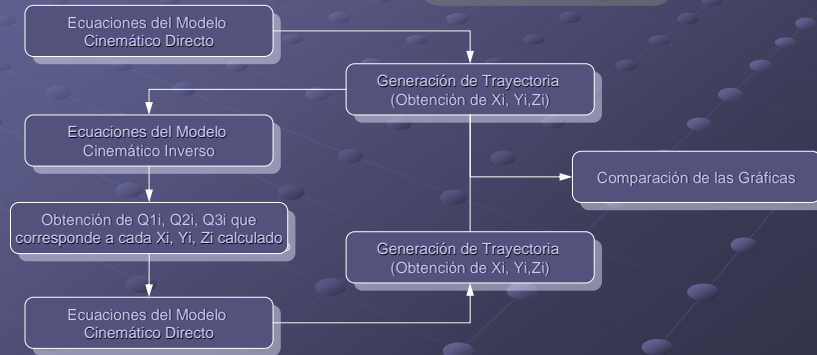 Ecuaciones del Modelo
Cinemático Directo
Generación de Trayectoria
(Obtención de Xi, Yi,Zi)
Ecuaciones del Modelo
Cinemático Inverso
Comparación de las Gráficas
Obtención de Q1i, Q2i, Q3i que
corresponde a cada Xi, Yi, Zi calculado
Generación de Trayectoria
(Obtención de Xi, Yi,Zi)
Ecuaciones del Modelo
Cinemático Directo